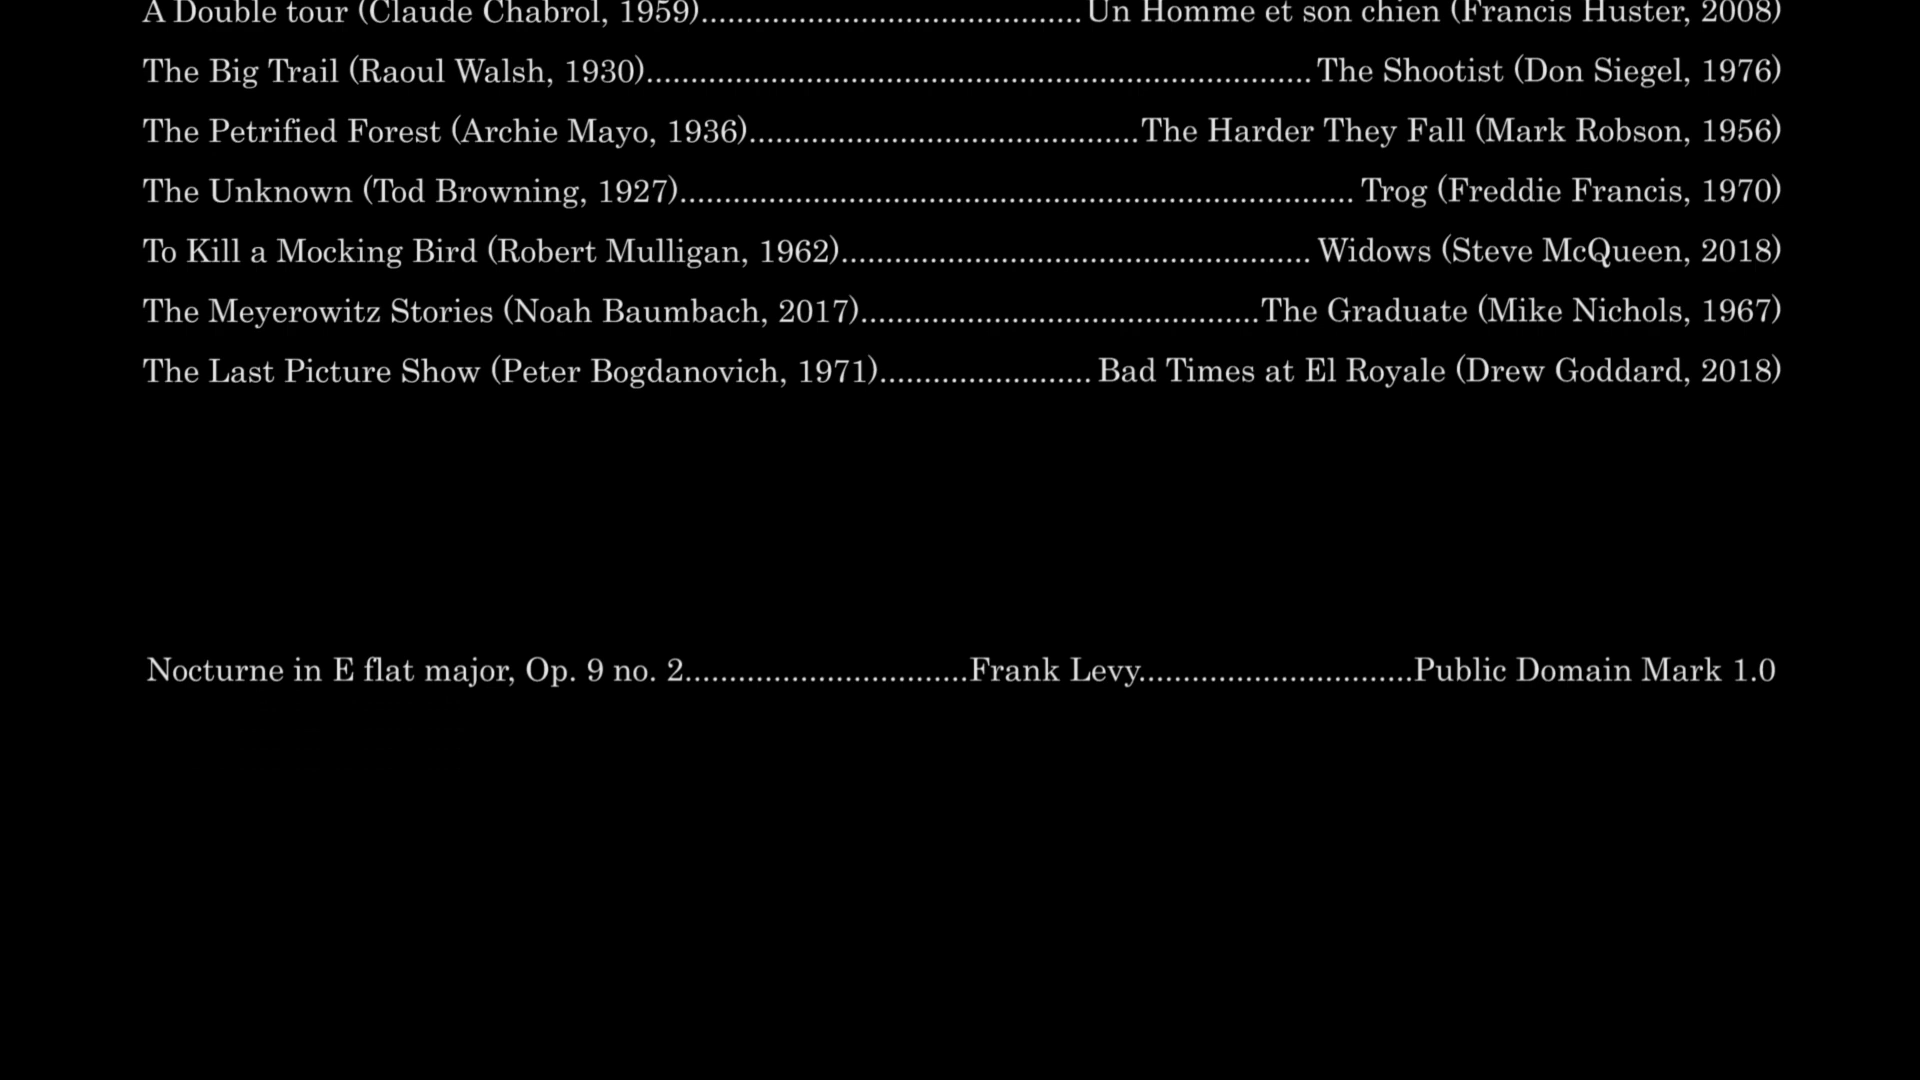 A Double tour (Claude Chabrol, 1959)...........................................Un Homme et son chien (Francis Huster, 2008)
The Big Trail (Raoul Walsh, 1930)...........................................................................The Shootist (Don Siegel, 1976)
The Petrified Forest (Archie Mayo, 1936)............................................The Harder They Fall (Mark Robson, 1956)
The Unknown (Tod Browning, 1927)............................................................................Trog (Freddie Francis, 1970)
To Kill a Mocking Bird (Robert Mulligan, 1962).....................................................Widows (Steve McQueen, 2018)
The Meyerowitz Stories (Noah Baumbach, 2017).............................................The Graduate (Mike Nichols, 1967)
The Last Picture Show (Peter Bogdanovich, 1971)........................Bad Times at El Royale (Drew Goddard, 2018)
Nocturne in E flat major, Op. 9 no. 2................................Frank Levy...............................Public Domain Mark 1.0